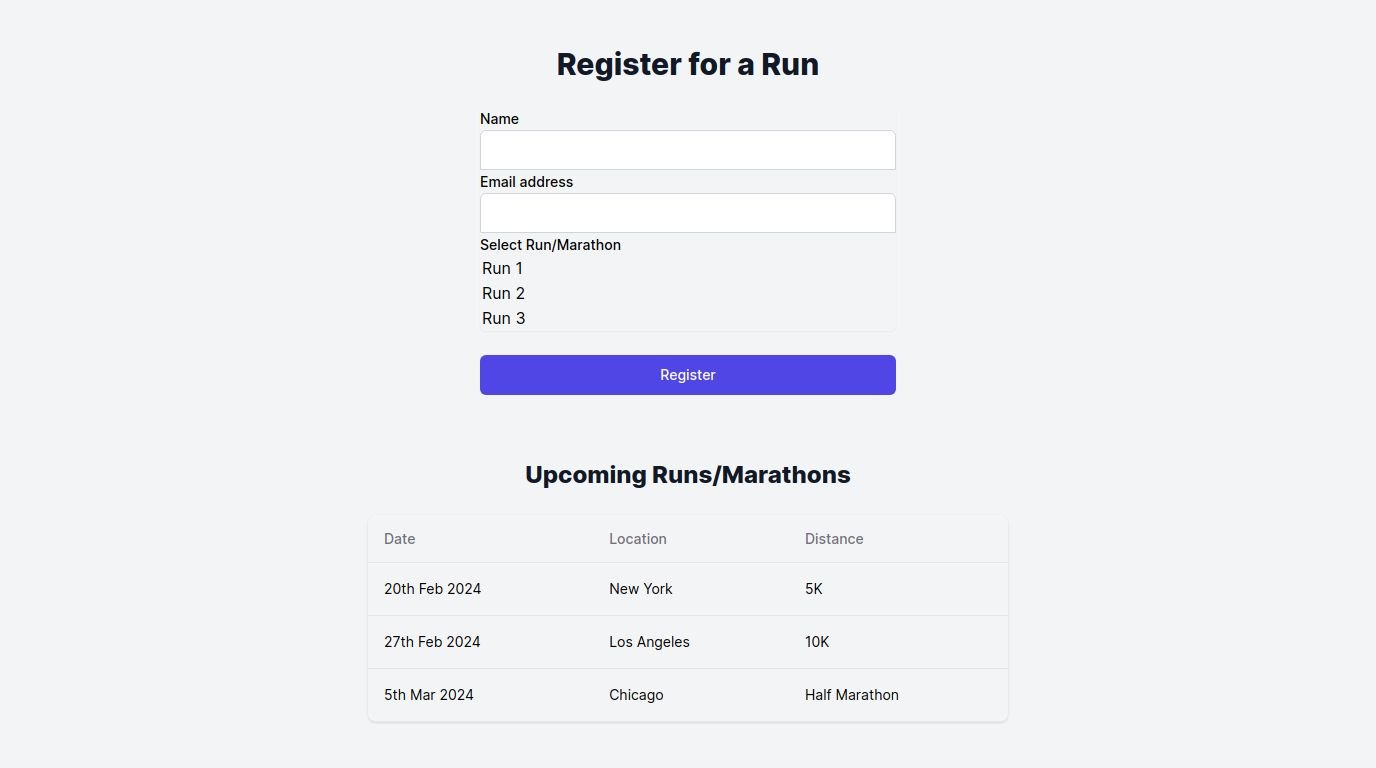 Register for a Run
Name
Email address
Select Run/Marathon
Run 1
Run 2
Run 3
Register
Upcoming Runs/Marathons
Date Location Distance
20th Feb 2024 New York 5K
27th Feb 2024 Los Angeles 10K
5th Mar 2024 Chicago Half Marathon